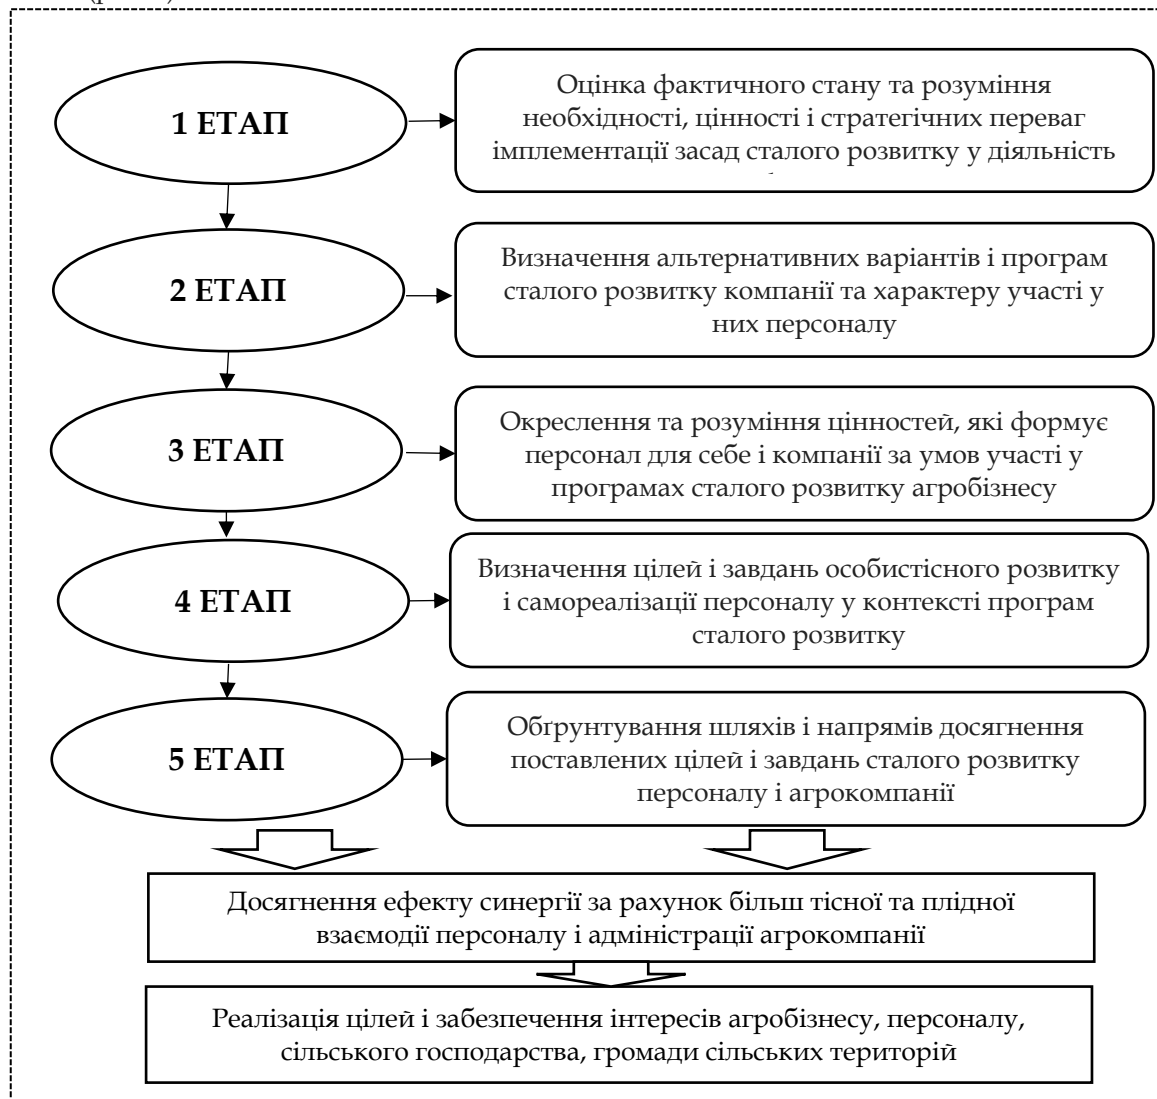 1 ЕТАП
Оцінка фактичного стану та розуміння
необхідності, цінності і стратегічних переваг
імплементації засад сталого розвитку у діяльність
2 ЕТАП
Визначення альтернативних варіантів і програм
сталого розвитку компанії та характеру участі у
них персоналу
3 ЕТАП
Окреслення та розуміння цінностей, які формує
персонал для себе і компанії за умов участі у
програмах сталого розвитку агробізнесу
4 ЕТАП
Визначення цілей і завдань особистісного розвитку
і самореалізації персоналу у контексті програм
сталого розвитку
5 ЕТАП
Обґрунтування шляхів і напрямів досягнення
поставлених цілей і завдань сталого розвитку
персоналу і агрокомпанії
Досягнення ефекту синергії за рахунок більш тісної та плідної
взаємодії персоналу і адміністрації агрокомпанії
Реалізація цілей і забезпечення інтересів агробізнесу, персоналу,
сільського господарства, громади сільських територій